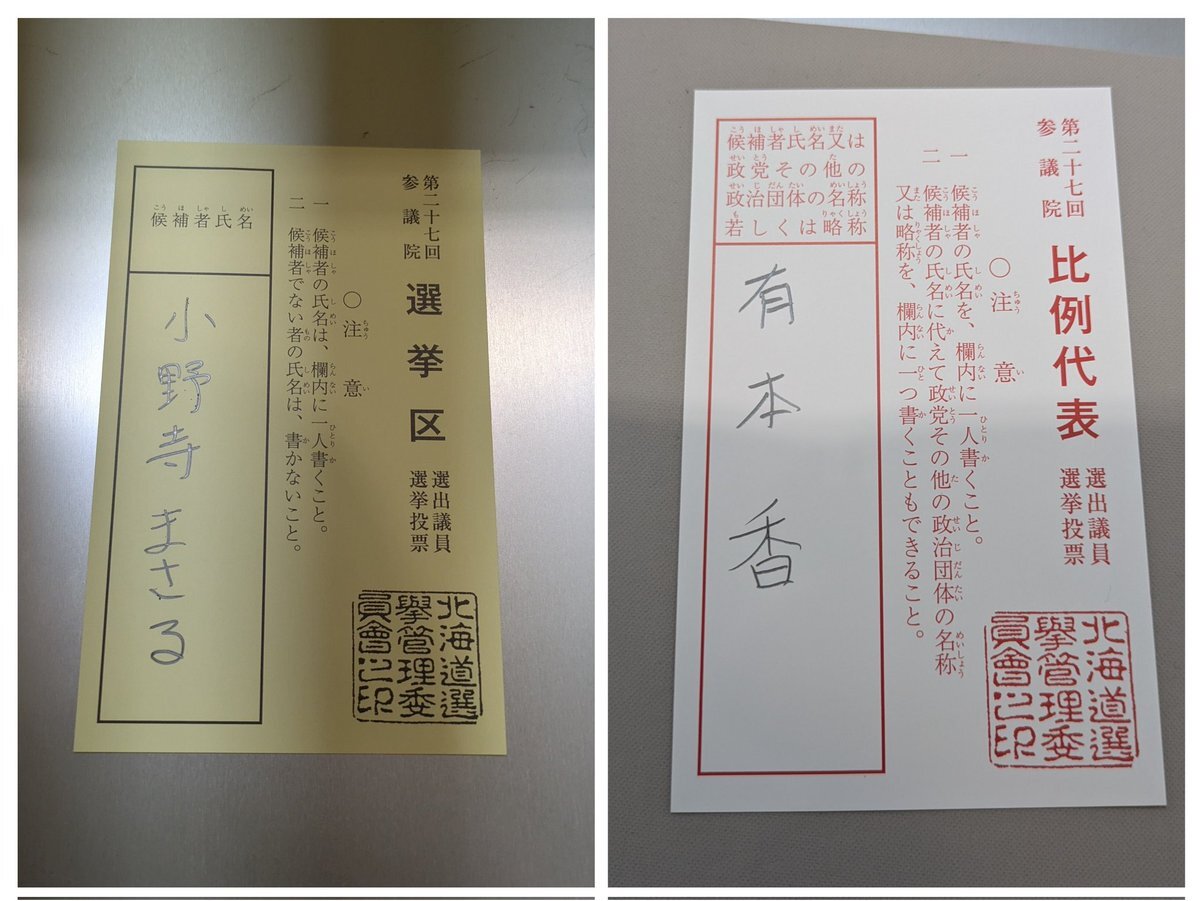 第二十七回
参議院
選挙区
選出議員
選挙投票
○注意
一 候補者の氏名は、欄内に一人書くこと。
二 候補者でない者の氏名は、書かないこと。
候補者氏名
小野寺まさる
北海道選
擧管理委
員會之印
第二十七回
参議院
比例代表
選出議員
選挙投票
○注意
一 候補者の氏名を、欄内に一人書くこと。
二 候補者の氏名に代えて政党その他の政治団体の名称
又は略称を、欄内に一つ書くこともできること。
候補者氏名又は
政党その他の
政治団体の名称
若しくは略称
有本香
北海道選
擧管理委
員會之印